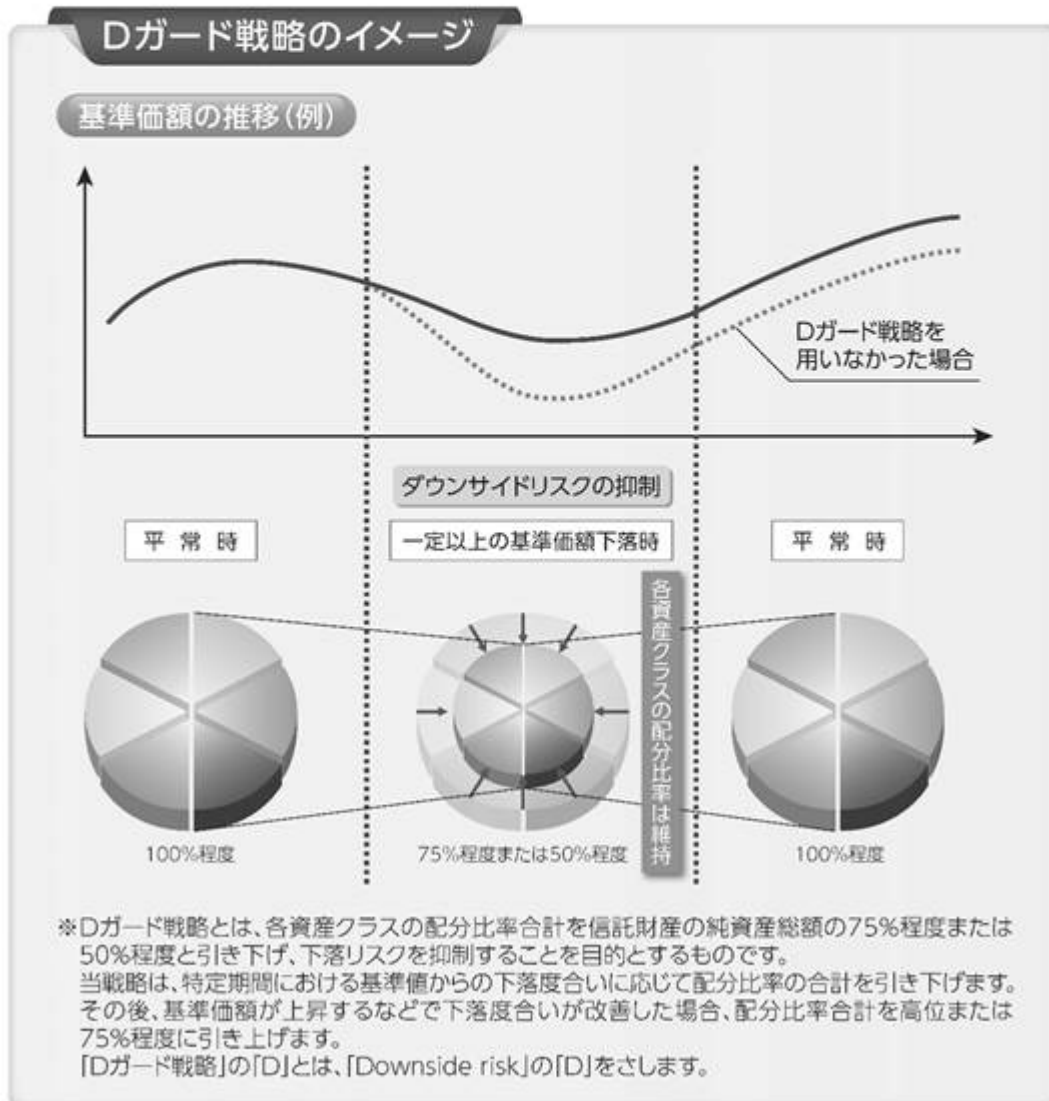 Dガード戦略のイメージ
基準価額の推移(例)
Dガード戦略を
用いなかった場合
ダウンサイドリスクの抑制
平常時
一定以上の基準価額下落時
平常時
各資産クラスの配分比率は維持
100%程度
75%程度または50%程度
100%程度
※Dガード戦略とは、各資産クラスの配分比率合計を信託財産の純資産総額の75%程度または
50%程度と引き下げ、下落リスクを抑制することを目的とするものです。
当戦略は、特定期間における基準値からの下落度合いに応じて配分比率の合計を引き下げます。
その後、基準価額が上昇するなどで下落度合いが改善した場合、配分比率合計を高位または
75%程度に引き上げます。
「Dガード戦略」の「D」とは、「Downside risk」の「D」をさします。